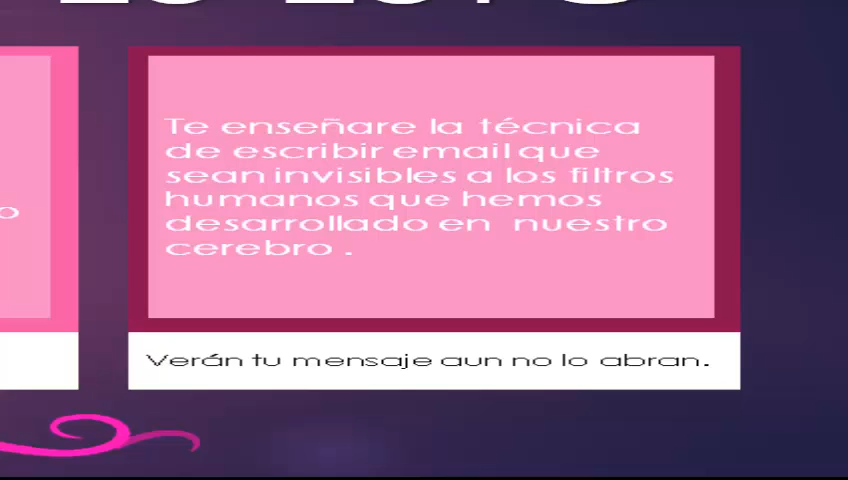 Te enseñare la técnica
de escribir email que
sean invisibles a los filtros
humanos que hemos
desarrollado en nuestro
cerebro .
Verán tu mensaje aun no lo abran.